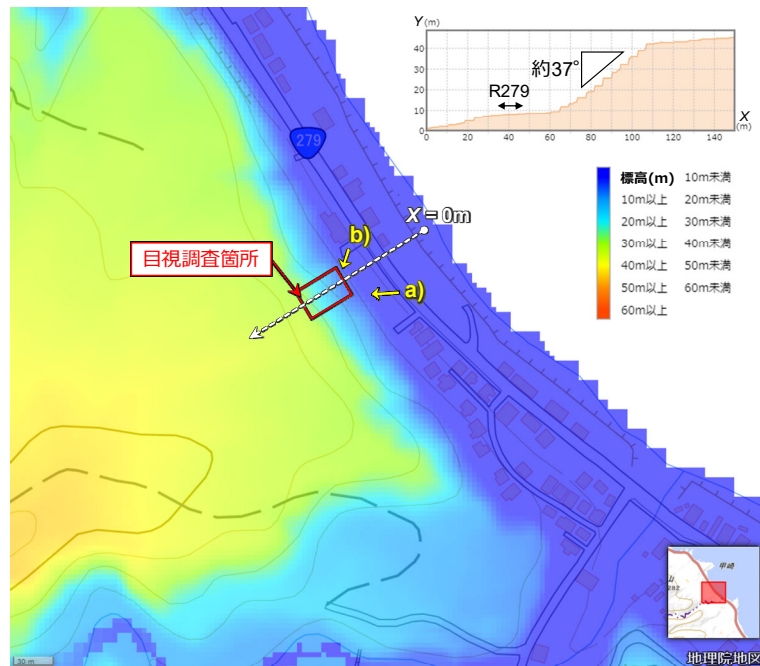 Y(m)
40
30
20
10
0
約37°
R279
X
(m)
0
20
40
60
80
100
120
140
279
標高(m) 10m未満
10m以上 20m未満
20m以上 30m未満
30m以上 40m未満
40m以上 50m未満
50m以上 60m未満
60m以上
X = 0m
b)
目視調査箇所
a)
甲崎
山
282
30 m
地理院地図